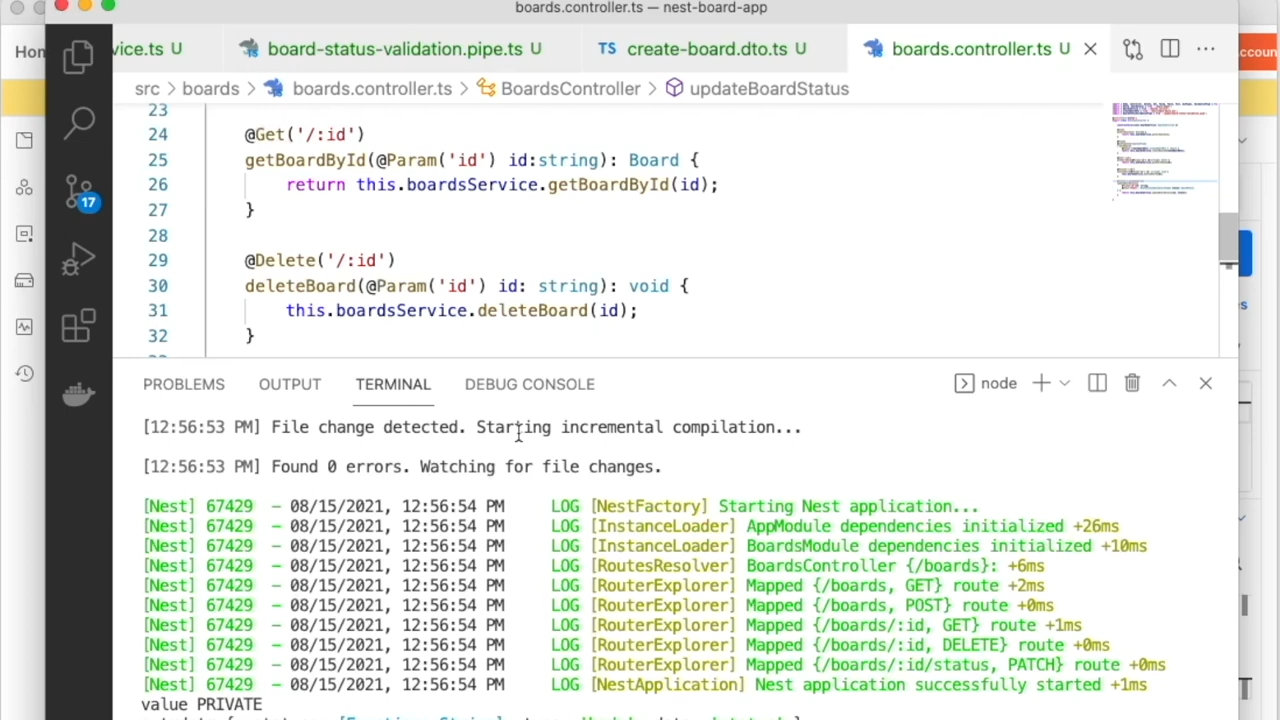 boards.controller.ts — nest-board-app
Hom
vice.ts U
board-status-validation.pipe.ts U
TS create-board.dto.ts U
boards.controller.ts U
ccoun
src > boards > boards.controller.ts > BoardsController > updateBoardStatus
23
24 @Get('/:id')
25 getBoardById(@Param('id') id:string): Board {
26 return this.boardsService.getBoardById(id);
27 }
28
29 @Delete('/:id')
30 deleteBoard(@Param('id') id: string): void {
31 this.boardsService.deleteBoard(id);
32 }
17
PROBLEMS OUTPUT TERMINAL DEBUG CONSOLE
node
[12:56:53 PM] File change detected. Starting incremental compilation...
[12:56:53 PM] Found 0 errors. Watching for file changes.
[Nest] 67429 - 08/15/2021, 12:56:54 PM LOG [NestFactory] Starting Nest application...
[Nest] 67429 - 08/15/2021, 12:56:54 PM LOG [InstanceLoader] AppModule dependencies initialized +26ms
[Nest] 67429 - 08/15/2021, 12:56:54 PM LOG [InstanceLoader] BoardsModule dependencies initialized +10ms
[Nest] 67429 - 08/15/2021, 12:56:54 PM LOG [RoutesResolver] BoardsController {/boards}: +6ms
[Nest] 67429 - 08/15/2021, 12:56:54 PM LOG [RouterExplorer] Mapped {/boards, GET} route +2ms
[Nest] 67429 - 08/15/2021, 12:56:54 PM LOG [RouterExplorer] Mapped {/boards, POST} route +0ms
[Nest] 67429 - 08/15/2021, 12:56:54 PM LOG [RouterExplorer] Mapped {/boards/:id, GET} route +1ms
[Nest] 67429 - 08/15/2021, 12:56:54 PM LOG [RouterExplorer] Mapped {/boards/:id, DELETE} route +0ms
[Nest] 67429 - 08/15/2021, 12:56:54 PM LOG [RouterExplorer] Mapped {/boards/:id/status, PATCH} route +0ms
[Nest] 67429 - 08/15/2021, 12:56:54 PM LOG [NestApplication] Nest application successfully started +1ms
value PRIVATE